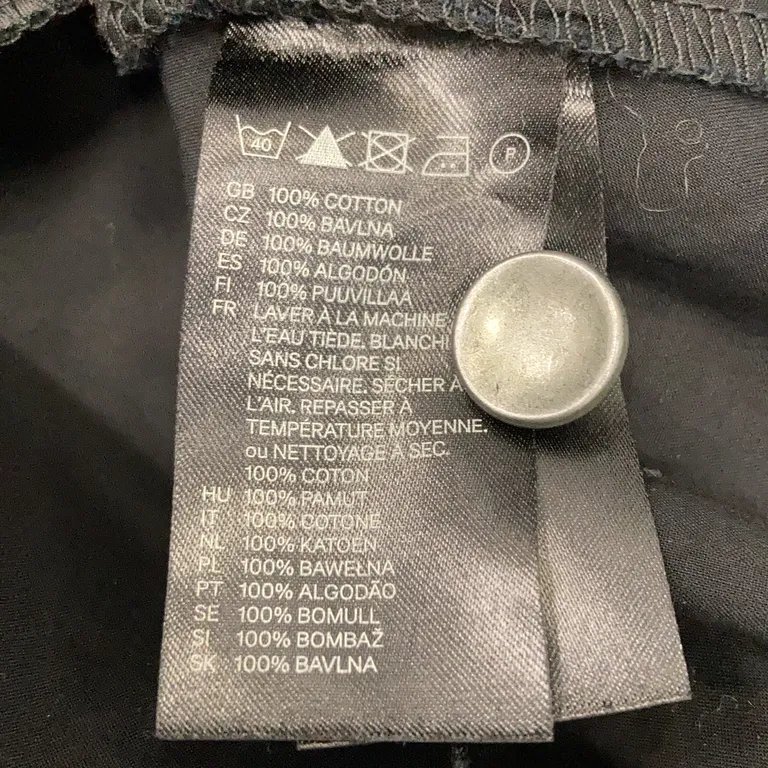 40 P
GB 100% COTTON
CZ 100% BAVLNA
DE 100% BAUMWOLLE
ES 100% ALGODÓN
FI 100% PUUVILLAA
FR LAVER À LA MACHINE
L'EAU TIÈDE. BLANCHI
SANS CHLORE SI
NÉCESSAIRE. SÉCHER À
L'AIR. REPASSER À
TEMPÉRATURE MOYENNE.
ou NETTOYAGE À SEC.
100% COTON
HU 100% PAMUT
IT 100% COTONE
NL 100% KATOEN
PL 100% BAWEŁNA
PT 100% ALGODÃO
SE 100% BOMULL
SI 100% BOMBAŽ
SK 100% BAVLNA